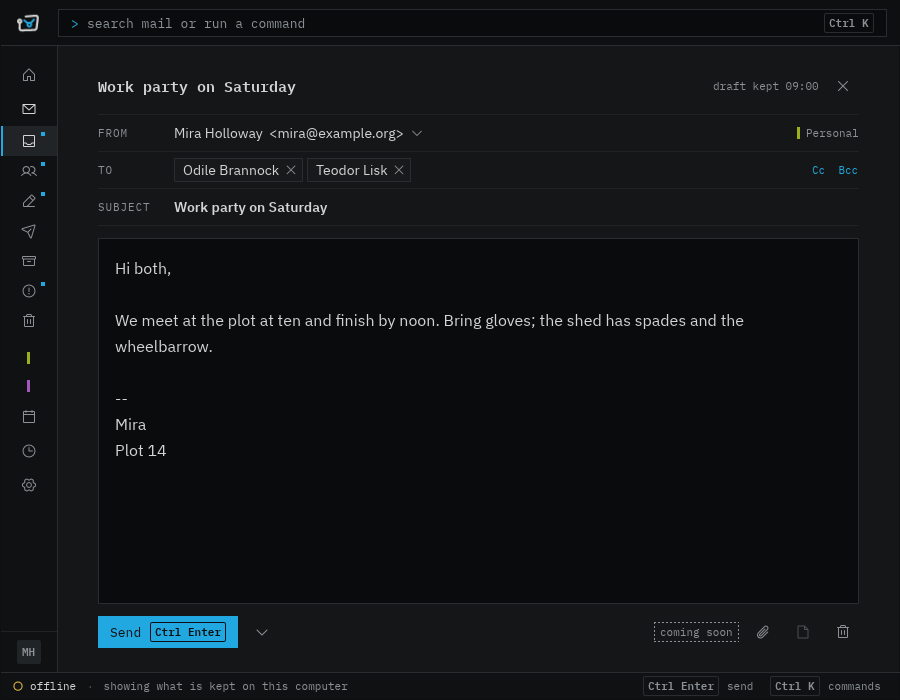 > search mail or run a command Ctrl K
Work party on Saturday draft kept 09:00
FROM Mira Holloway <mira@example.org> Personal
TO Odile Brannock Teodor Lisk Cc Bcc
SUBJECT Work party on Saturday
Hi both,
We meet at the plot at ten and finish by noon. Bring gloves; the shed has spades and the
wheelbarrow.
--
Mira
Plot 14
Send Ctrl Enter coming soon
MH
offline · showing what is kept on this computer Ctrl Enter send Ctrl K commands